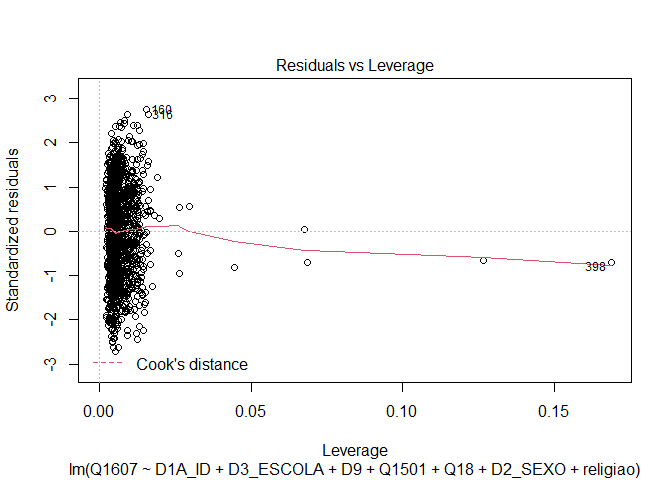 Residuals vs Leverage
Standardized residuals
3
2
1
0
-1
-2
-3
160
316
398
Cook's distance
0.00 0.05 0.10 0.15
Leverage
lm(Q1607 ~ D1A_ID + D3_ESCOLA + D9 + Q1501 + Q18 + D2_SEXO + religiao)